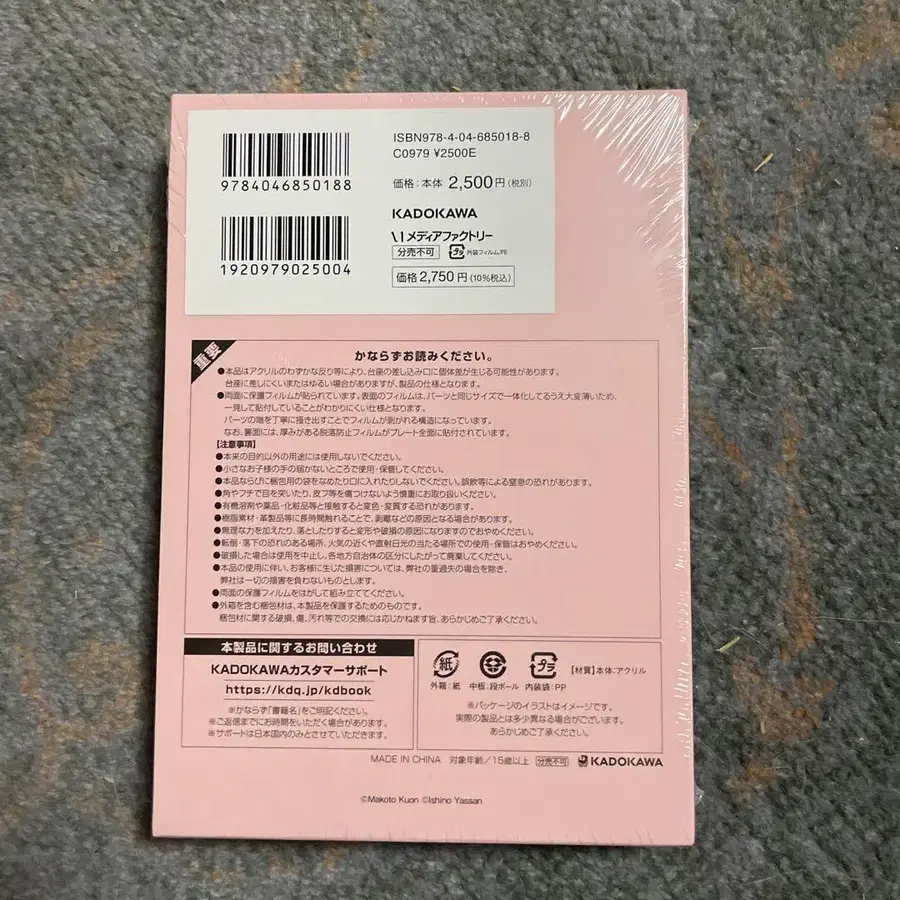 9784046850188
1920979025004
ISBN978-4-04-685018-8
C0979 ¥2500E
価格：本体 2,500円（税別）
KADOKAWA
メディアファクトリー
分売不可 プラ 外装フィルム:PE
価格 2,750 円（10％税込）
重要
かならずお読みください。
●本品はアクリルのわずかな反り等により、台座の差し込み口に個体差が生じる可能性があります。
台座に差しにくいまたはゆるい場合がありますが、製品の仕様となります。
●両面に保護フィルムが貼られています。表面のフィルムは、パーツと同じサイズで一体化してるうえ大変薄いため、
一見して貼付していることがわかりにくい仕様となります。
パーツの端を丁寧に掻き出すことでフィルムが剥がれる構造になっています。
なお、裏面には、厚みがある脱落防止フィルムがプレート全面に貼付されています。
【注意事項】
●本来の目的以外の用途には使用しないでください。
●小さなお子様の手の届かないところで使用・保管してください。
●本品ならびに梱包用の袋をなめたり口に入れたりしないでください。誤飲等による窒息の恐れがあります。
●角やフチで目を突いたり、皮フ等を傷つけないよう慎重にお取り扱いください。
●有機溶剤や薬品・化粧品等と接触すると変色・変質する恐れがあります。
●樹脂素材・革製品等に長時間触れることで、剥離などの原因となる場合があります。
●無理な力を加えたり、落としたりすると変形や破損の原因になりますのでおやめください。
●転倒・落下の恐れのある場所、火気の近くや直射日光の当たる場所での使用・保管はおやめください。
●破損した場合は使用を中止し、各地方自治体の区分にしたがって廃棄してください。
●本品の使用に伴い、お客様に生じた損害については、弊社の重過失の場合を除き、
弊社は一切の損害を負わないものとします。
●両面の保護フィルムをはがして組み立ててください。
●外箱を含む梱包材は、本製品を保護するためのものです。
梱包材に関する破損、傷、汚れ等での交換には応じかねます旨、あらかじめご了承ください。
本製品に関するお問い合わせ
KADOKAWAカスタマーサポート
https://kdq.jp/kdbook
※かならず「書籍名」をご明記ください。
※ご返信までにお時間をいただく場合があります。
※サポートは日本国内のみとさせていただきます。
紙 プラ 【材質】本体：アクリル
外箱：紙 中板：段ボール 内装袋：PP
※パッケージのイラストはイメージです。
実際の製品とは多少異なる場合がございます。
あらかじめご了承ください。
MADE IN CHINA 対象年齢／15歳以上 分売不可 KADOKAWA
©Makoto Kuon ©Ishino Yassan